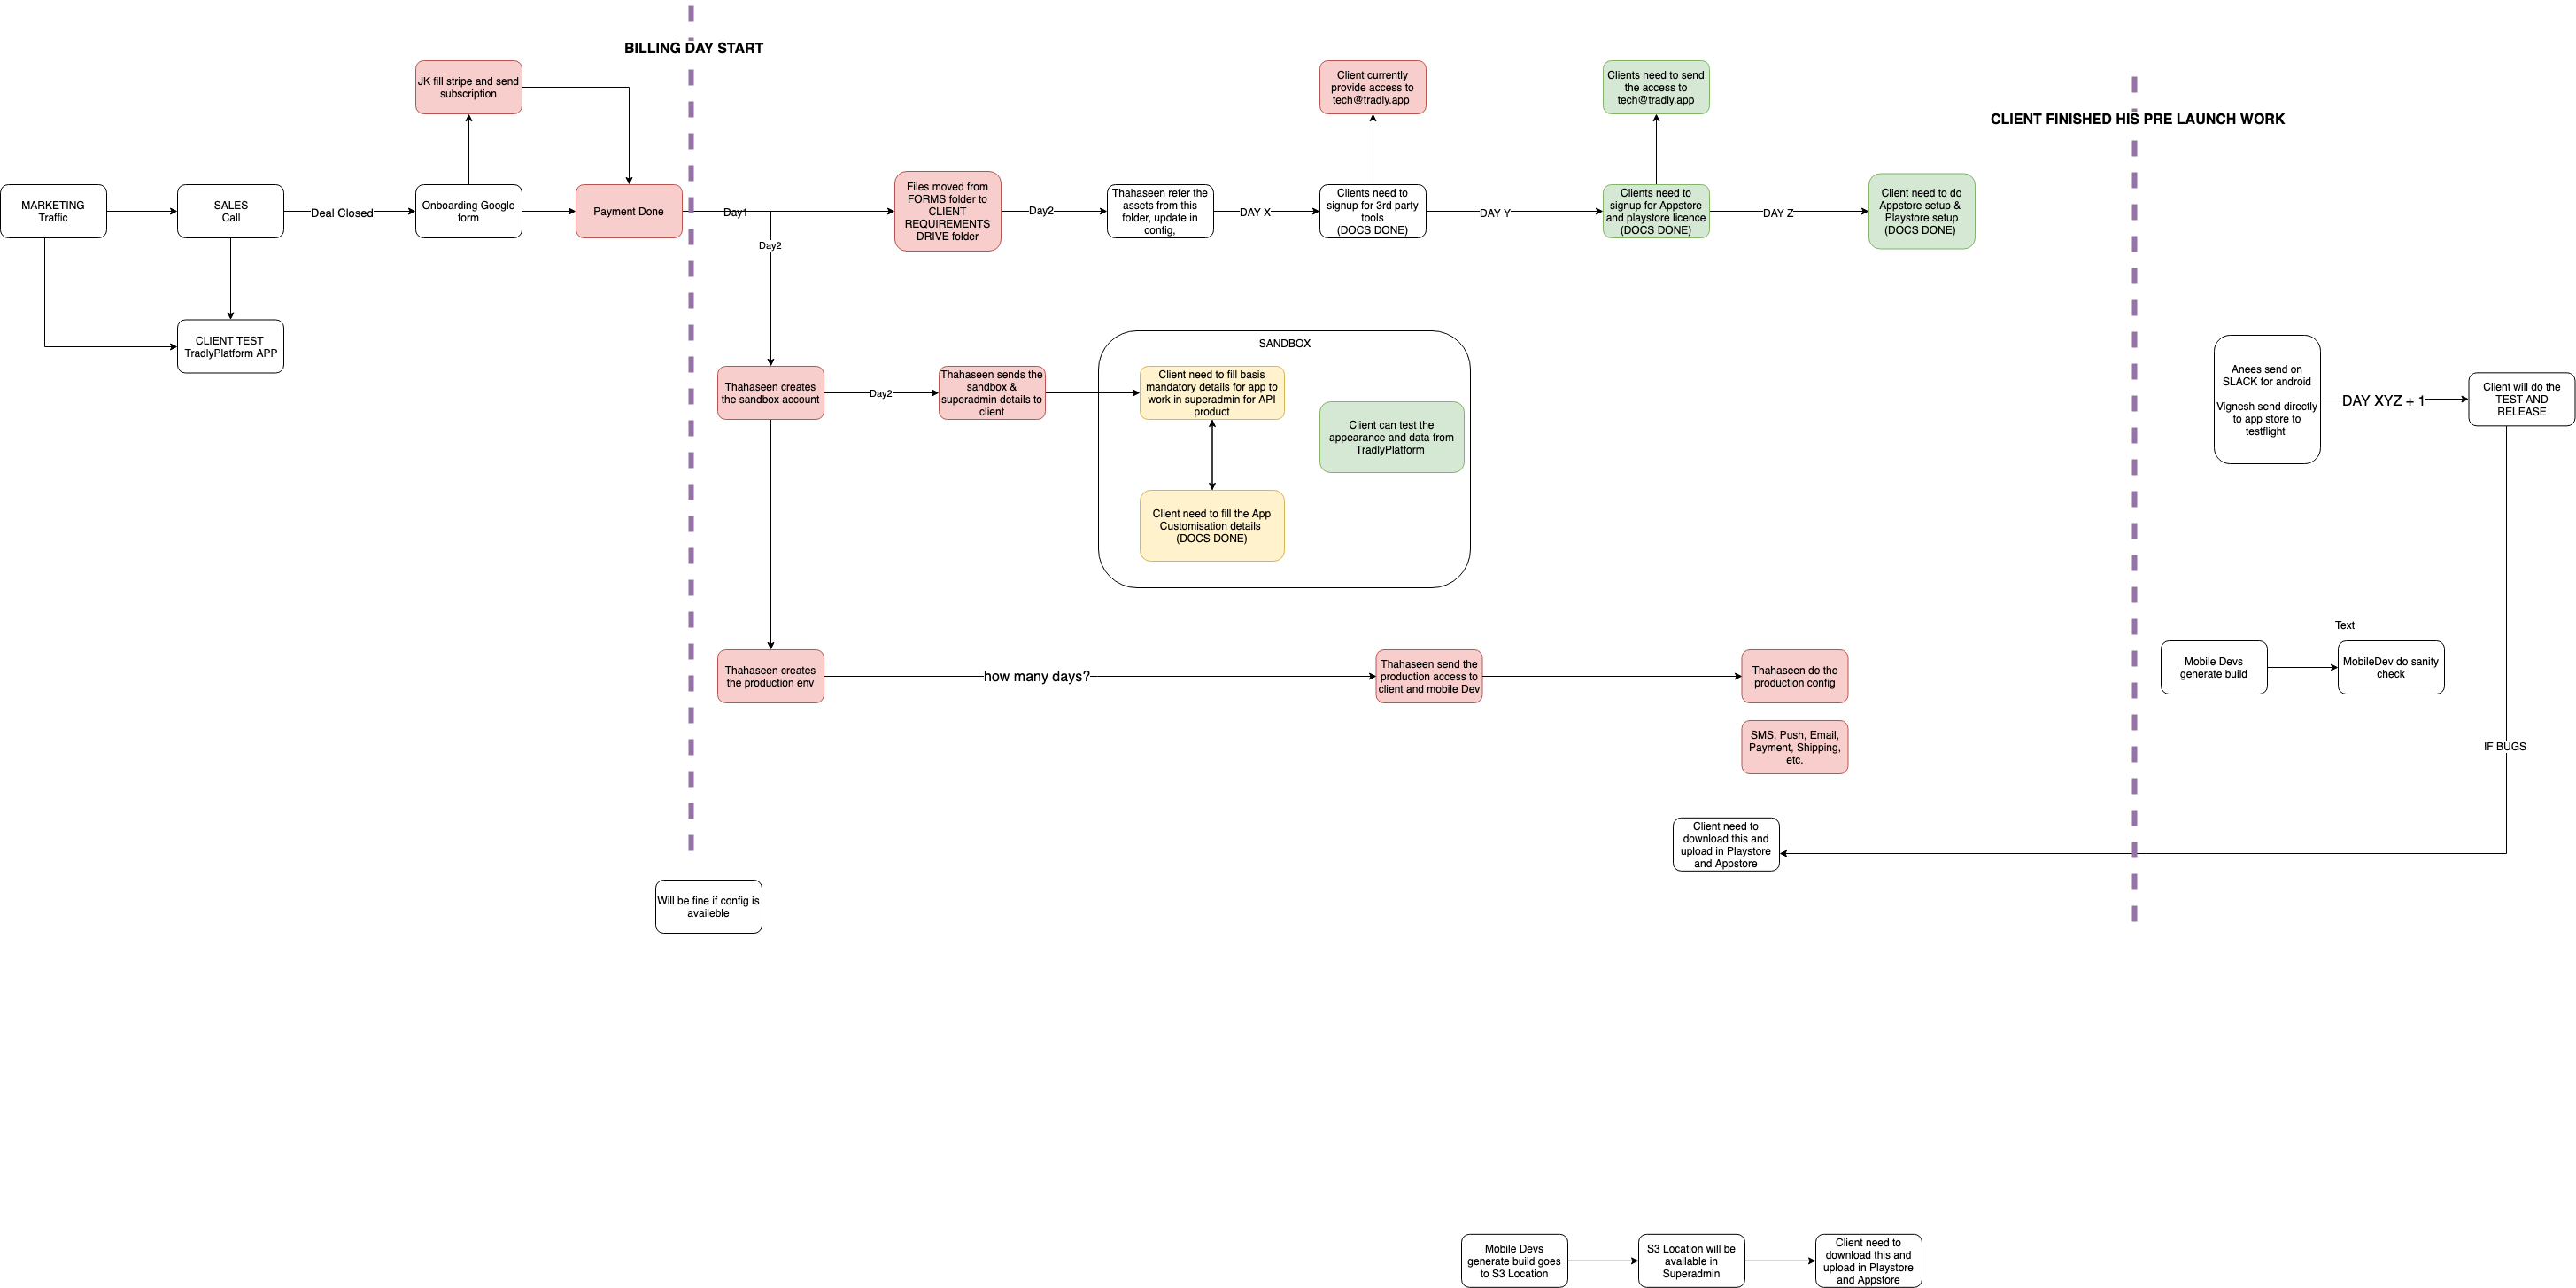 BILLING DAY START
JK fill stripe and send
subscription
Client currently
provide access to
tech@tradly.app
Clients need to send
the access to
tech@tradly.app
CLIENT FINISHED HIS PRE LAUNCH WORK
MARKETING
Traffic
SALES
Call
Deal Closed
Onboarding Google
form
Payment Done
Day1
Files moved from
FORMS folder to
CLIENT
REQUIREMENTS
DRIVE folder
Day2
Thahaseen refer the
assets from this
folder, update in
config,
DAY X
Clients need to
signup for 3rd party
tools
(DOCS DONE)
DAY Y
Clients need to
signup for Appstore
and playstore licence
(DOCS DONE)
DAY Z
Client need to do
Appstore setup &
Playstore setup
(DOCS DONE)
Day2
CLIENT TEST
TradlyPlatform APP
SANDBOX
Thahaseen creates
the sandbox account
Day2
Thahaseen sends the
sandbox &
superadmin details to
client
Client need to fill basis
mandatory details for app to
work in superadmin for API
product
Client can test the
appearance and data from
TradlyPlatform
Client need to fill the App
Customisation details
(DOCS DONE)
Anees send on
SLACK for android
Vignesh send directly
to app store to
testflight
DAY XYZ + 1
Client will do the
TEST AND
RELEASE
Thahaseen creates
the production env
how many days?
Thahaseen send the
production access to
client and mobile Dev
Thahaseen do the
production config
SMS, Push, Email,
Payment, Shipping,
etc.
Text
Mobile Devs
generate build
MobileDev do sanity
check
IF BUGS
Client need to
download this and
upload in Playstore
and Appstore
Will be fine if config is
availeble
Mobile Devs
generate build goes
to S3 Location
S3 Location will be
available in
Superadmin
Client need to
download this and
upload in Playstore
and Appstore